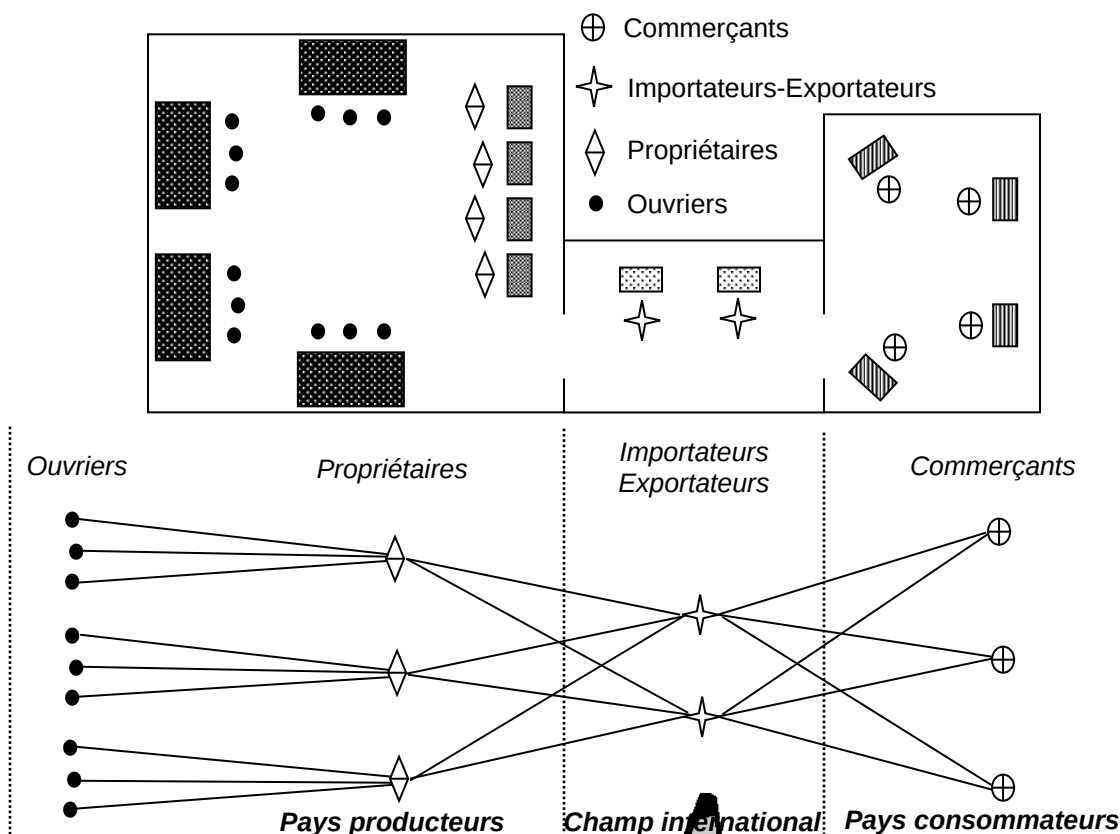 Commerçants
Importateurs-Exportateurs
Propriétaires
Ouvriers
Ouvriers
Propriétaires
Importateurs
Exportateurs
Commerçants
Pays producteurs
Champ international
Pays consommateurs